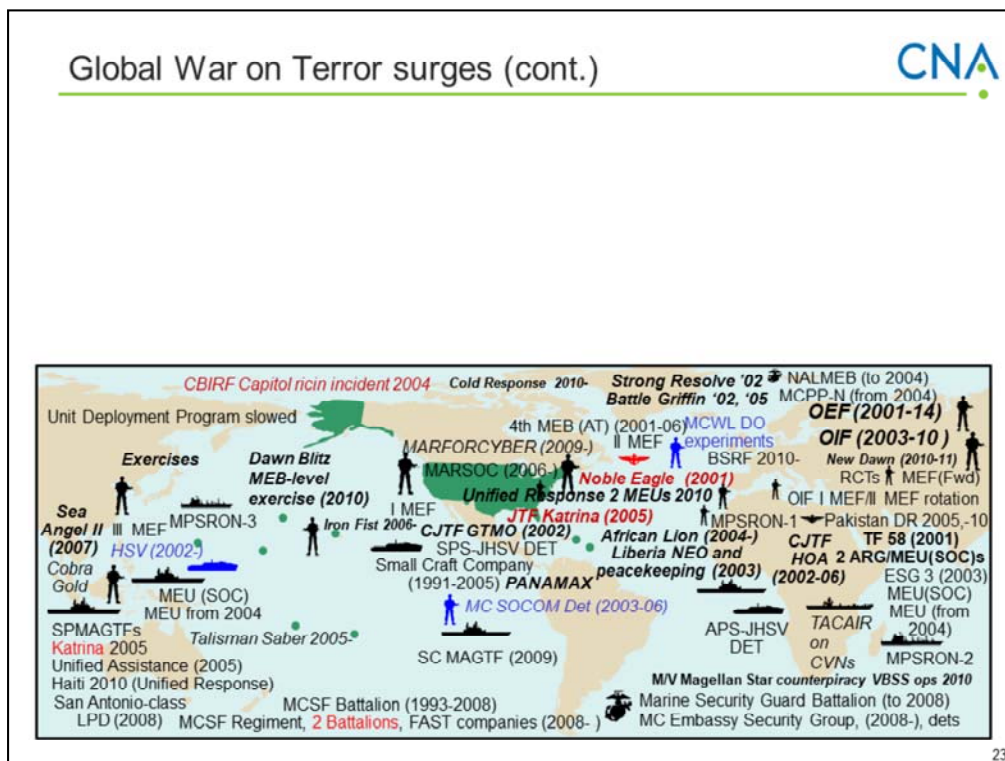 Global War on Terror surges (cont.)
CNA
CBIRF Capitol ricin incident 2004
Cold Response 2010-
Strong Resolve '02
Battle Griffin '02, '05
NALMEB (to 2004)
MCPP-N (from 2004)
Unit Deployment Program slowed
OEF (2001-14)
4th MEB (AT) (2001-06)
MCWL DO
experiments
II MEF
MARFORCYBER (2009-)
OIF (2003-10)
BSRF 2010-
New Dawn (2010-11)
Exercises
Dawn Blitz
MEB-level
exercise (2010)
MARSOC (2006-)
Noble Eagle (2001)
RCTs
MEF(Fwd)
Unified Response 2 MEUs 2010
OIF I MEF/II MEF rotation
Sea
Angel II
(2007)
III MEF
MPSRON-3
I MEF
JTF Katrina (2005)
MPSRON-1
Pakistan DR 2005,-10
Iron Fist 2006-
CJTF GTMO (2002)
African Lion (2004-)
Liberia NEO and
peacekeeping (2003)
CJTF
HOA
(2002-06)
TF 58 (2001)
2 ARG/MEU(SOC)s
HSV (2002-)
SPS-JHSV DET
Small Craft Company
(1991-2005)
PANAMAX
ESG 3 (2003)
MEU(SOC)
MEU (from
2004)
Cobra
Gold
MEU (SOC)
MEU from 2004
MC SOCOM Det (2003-06)
SPMAGTFs
Katrina 2005
Unified Assistance (2005)
Haiti 2010 (Unified Response)
San Antonio-class
LPD (2008)
Talisman Saber 2005-
SC MAGTF (2009)
APS-JHSV
DET
TACAIR
on
CVNs
MPSRON-2
M/V Magellan Star counterpiracy VBSS ops 2010
MCSF Battalion (1993-2008)
MCSF Regiment, 2 Battalions, FAST companies (2008- )
Marine Security Guard Battalion (to 2008)
MC Embassy Security Group, (2008-), dets
23